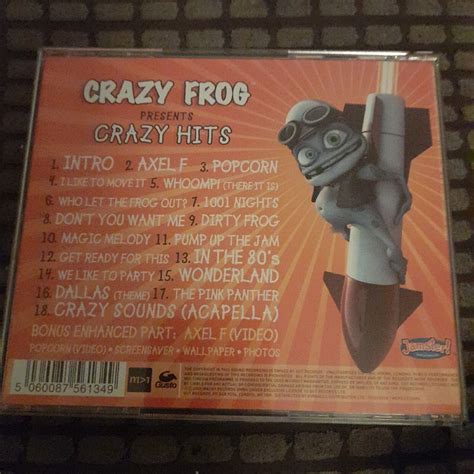 CRAZY FROG
PRESENTS
CRAZY HITS
1. INTRO 2. AXEL F 3. POPCORN
4. I LIKE TO MOVE IT 5. WHOOMP! (THERE IT IS)
6. WHO LET THE FROG OUT? 7. 1001 NIGHTS
8. DON'T YOU WANT ME 9. DIRTY FROG
10. MAGIC MELODY 11. PUMP UP THE JAM
12. GET READY FOR THIS 13. IN THE 80's
14. WE LIKE TO PARTY 15. WONDERLAND
16. DALLAS (THEME) 17. THE PINK PANTHER
18. CRAZY SOUNDS (ACAPELLA)
BONUS ENHANCED PART: AXEL F (VIDEO)
POPCORN (VIDEO) • SCREENSAVER • WALLPAPER • PHOTOS
Jamster!
5 060087 561349
m>1
Gusto